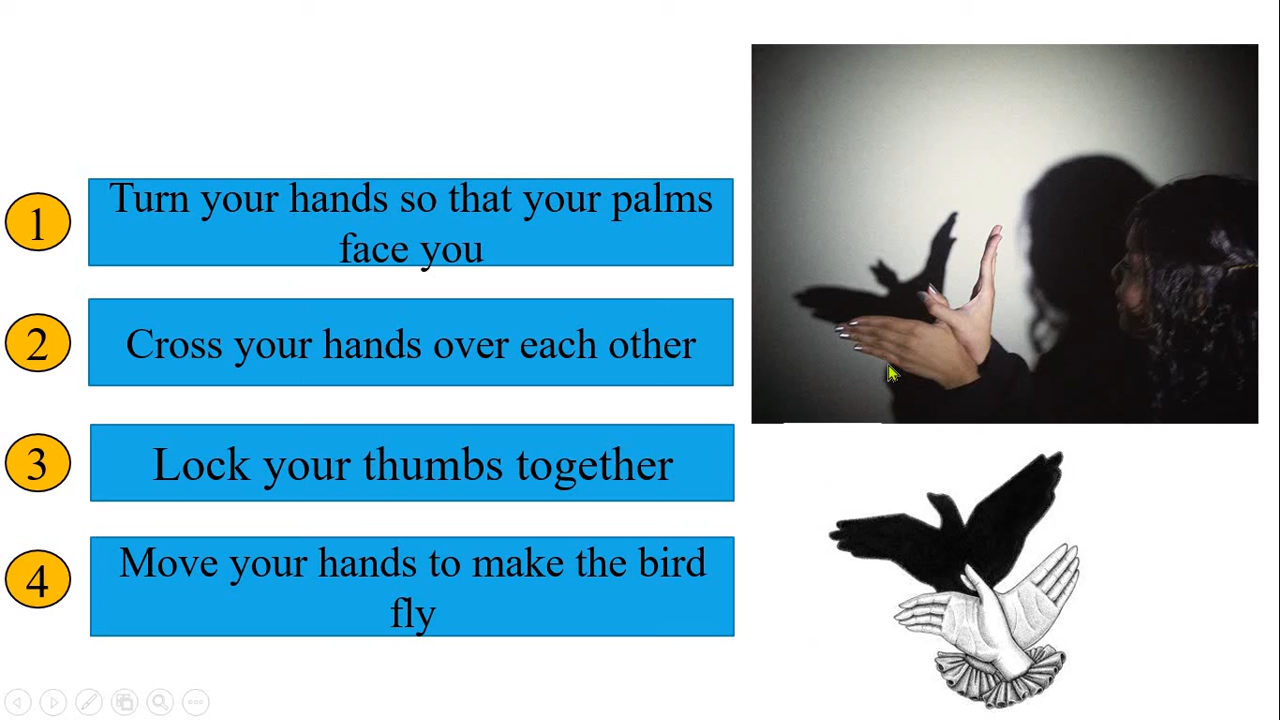 1
Turn your hands so that your palms
face you
2
Cross your hands over each other
3
Lock your thumbs together
4
Move your hands to make the bird
fly